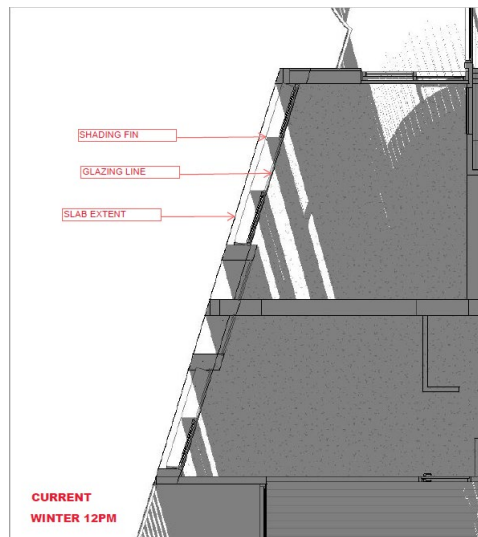 SHADING FIN
GLAZING LINE
SLAB EXTENT
CURRENT
WINTER 12PM